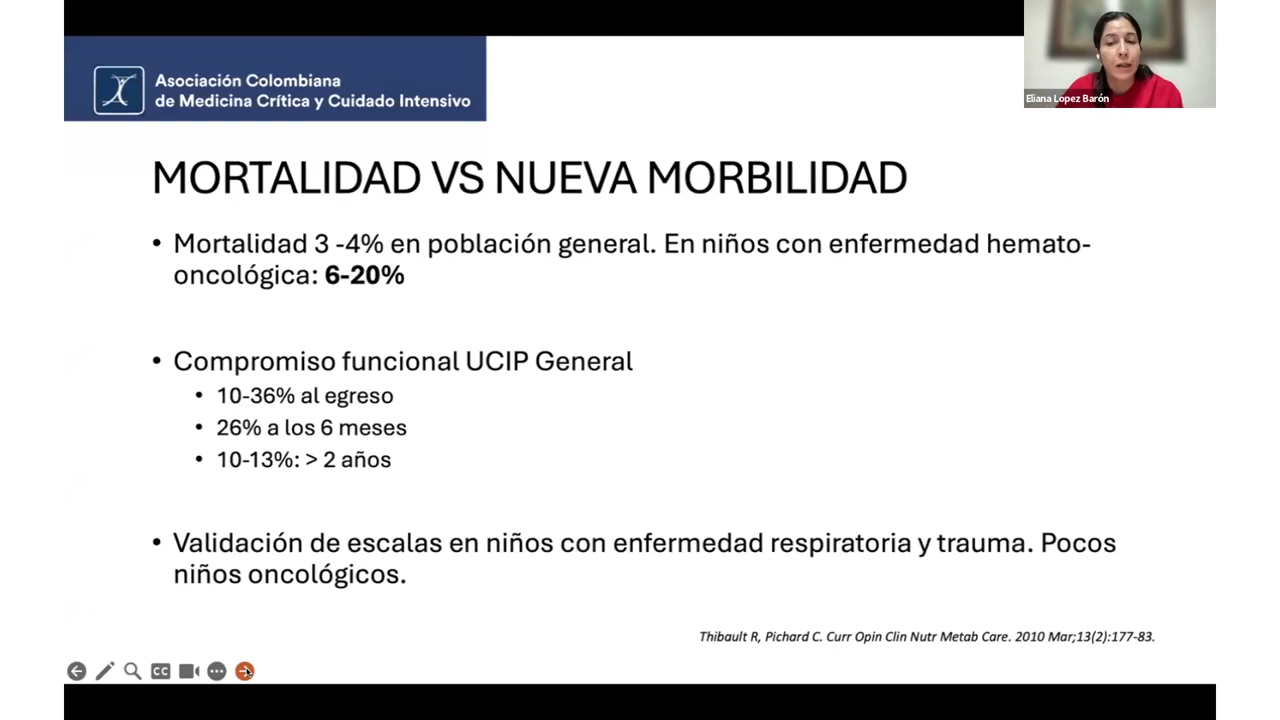 Asociación Colombiana
de Medicina Crítica y Cuidado Intensivo
Eliana Lopez Barón
MORTALIDAD VS NUEVA MORBILIDAD
• Mortalidad 3 -4% en población general. En niños con enfermedad hemato-
oncológica: 6-20%
• Compromiso funcional UCIP General
• 10-36% al egreso
• 26% a los 6 meses
• 10-13%: > 2 años
• Validación de escalas en niños con enfermedad respiratoria y trauma. Pocos
niños oncológicos.
Thibault R, Pichard C. Curr Opin Clin Nutr Metab Care. 2010 Mar;13(2):177-83.
CC